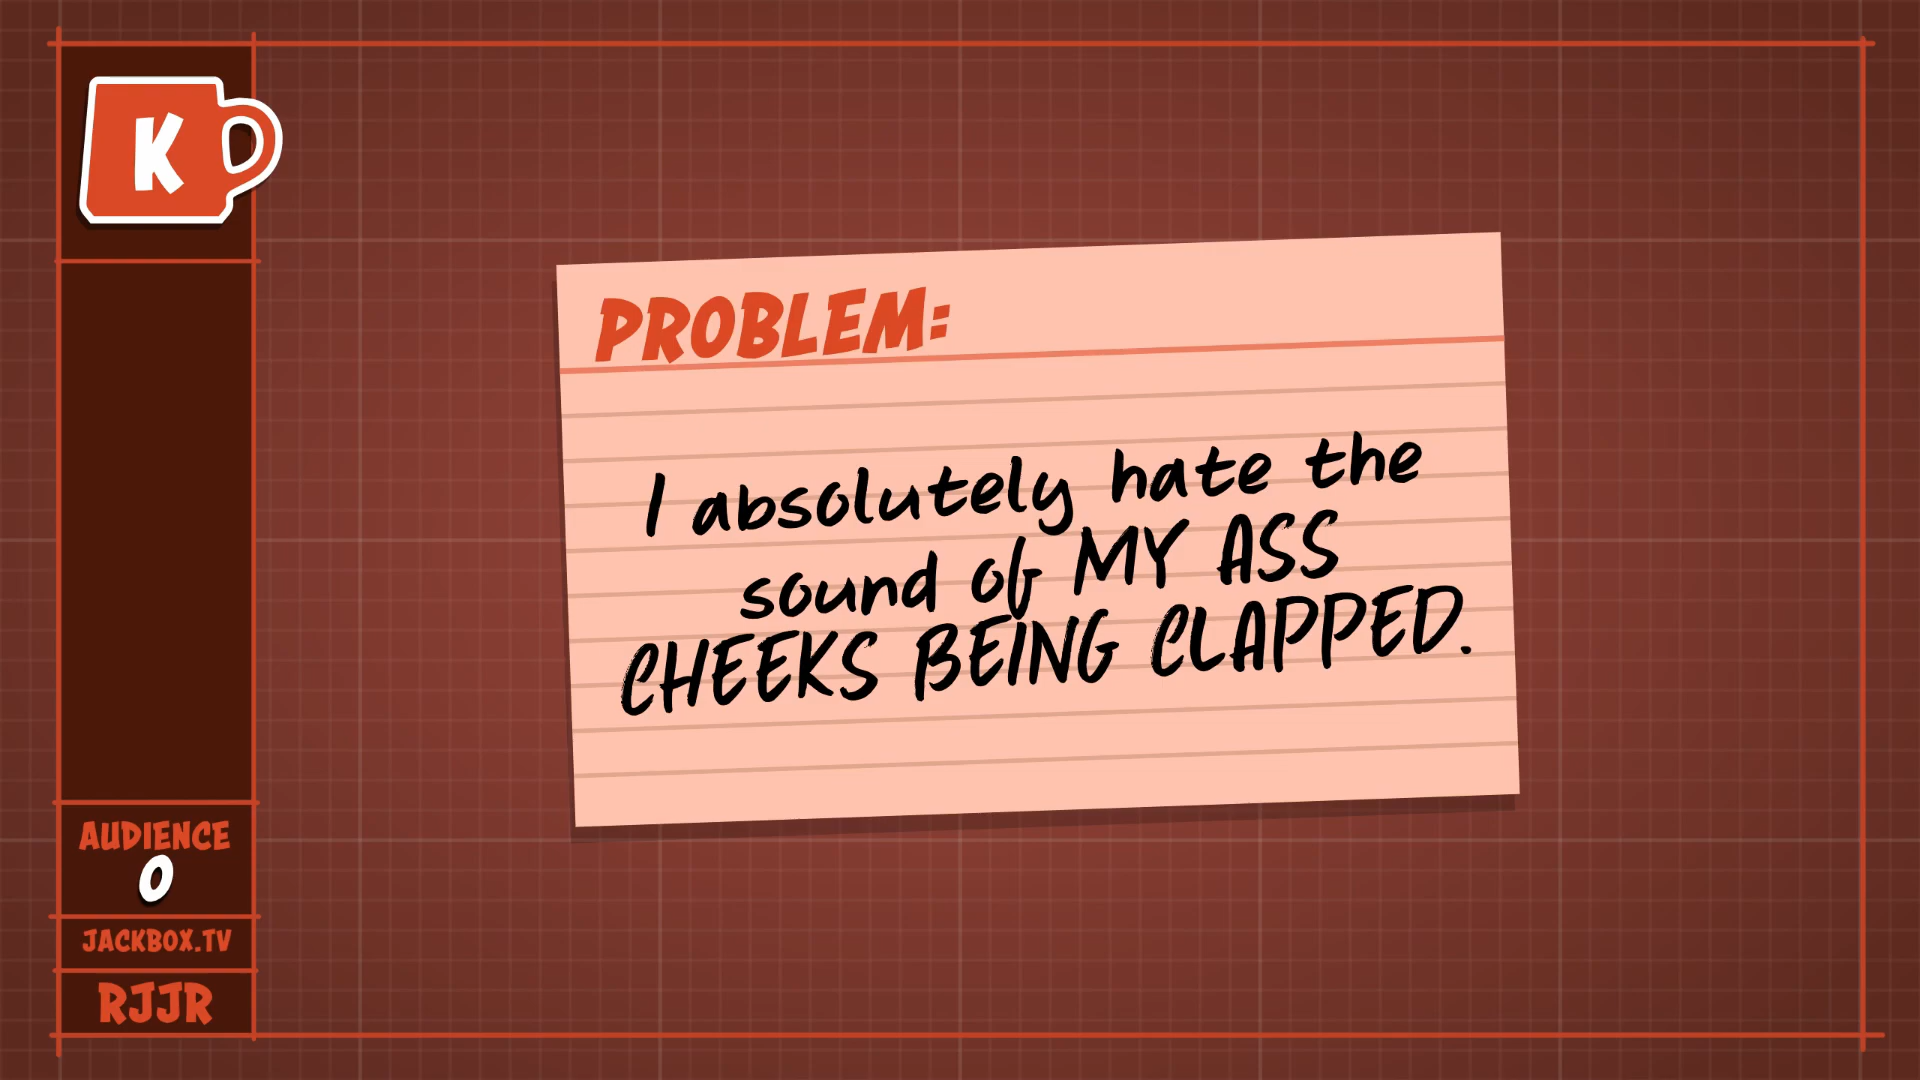 K
PROBLEM:
I absolutely hate the
sound of MY ASS
CHEEKS BEING CLAPPED.
AUDIENCE
0
JACKBOX.TV
RJJR